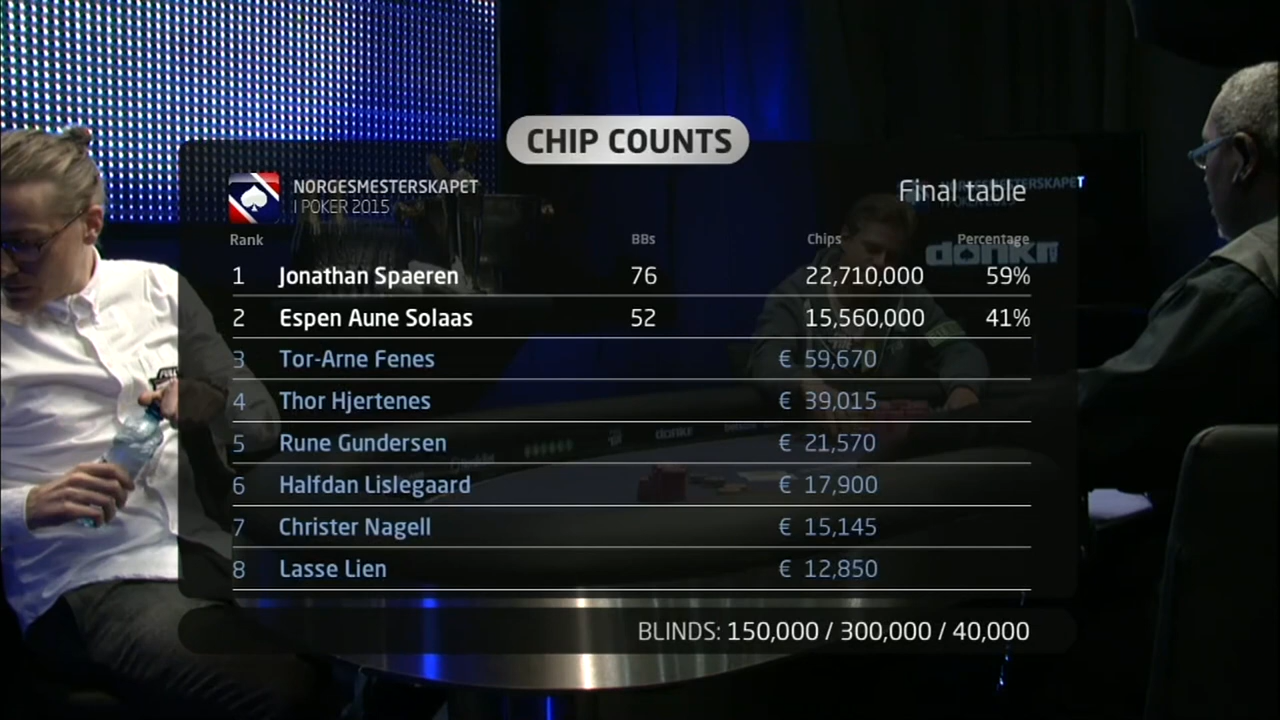 CHIP COUNTS
NORGESMESTERSKAPET
I POKER 2015
Final table
Rank BBs Chips Percentage
1 Jonathan Spaeren 76 22,710,000 59%
2 Espen Aune Solaas 52 15,560,000 41%
3 Tor-Arne Fenes € 59,670
4 Thor Hjertenes € 39,015
5 Rune Gundersen € 21,570
6 Halfdan Lislegaard € 17,900
7 Christer Nagell € 15,145
8 Lasse Lien € 12,850
BLINDS: 150,000 / 300,000 / 40,000
NORGESMESTERSKAPET
donkr
donkr